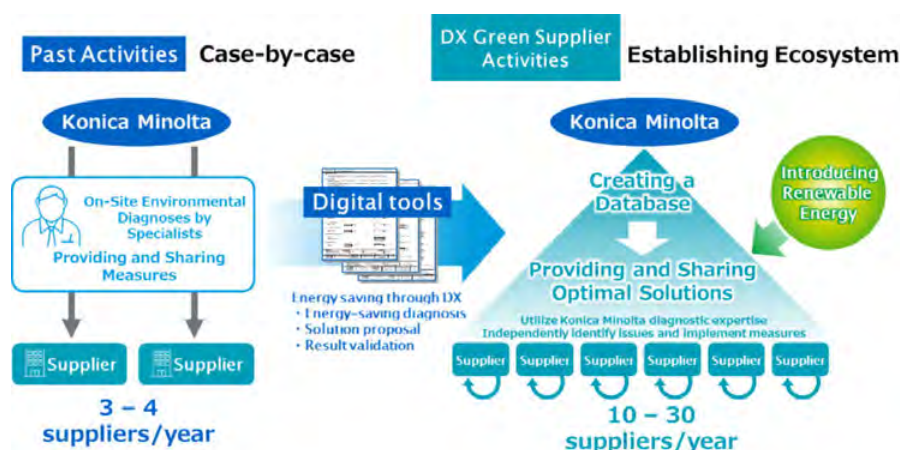 Past Activities
Case-by-case
Konica Minolta
On-Site Environmental
Diagnoses by
Specialists
Providing and Sharing
Measures
Supplier
Supplier
3 – 4
suppliers/year
Digital tools
Energy saving through DX
・Energy-saving diagnosis
・Solution proposal
・Result validation
DX Green Supplier
Activities
Establishing Ecosystem
Konica Minolta
Creating a
Database
Introducing
Renewable
Energy
Providing and Sharing
Optimal Solutions
Utilize Konica Minolta diagnostic expertise
Independently identify issues and implement measures
Supplier
Supplier
Supplier
Supplier
Supplier
Supplier
10 – 30
suppliers/year